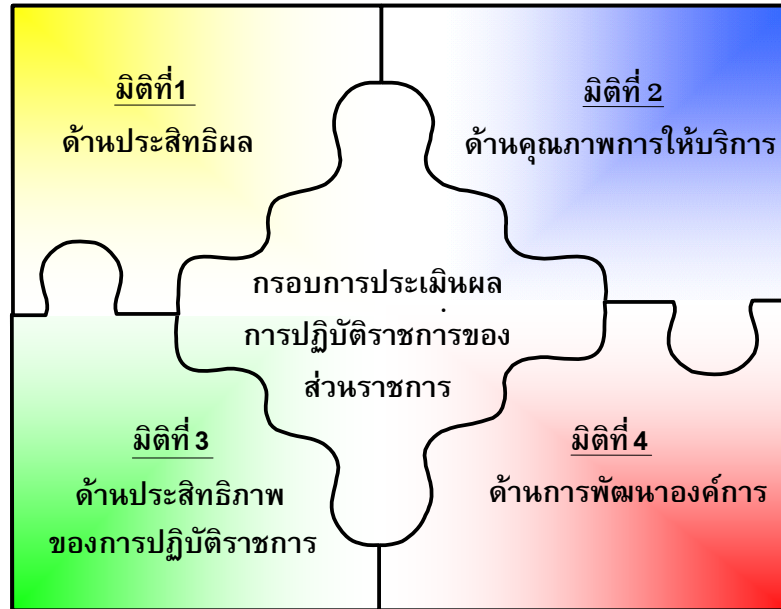 มิติที่1
ด้านประสิทธิผล
มิติที่ 2
ด้านคุณภาพการให้บริการ
กรอบการประเมินผล
การปฏิบัติราชการของ
ส่วนราชการ
มิติที่ 3
ด้านประสิทธิภาพ
ของการปฏิบัติราชการ
มิติที่ 4
ด้านการพัฒนาองค์การ